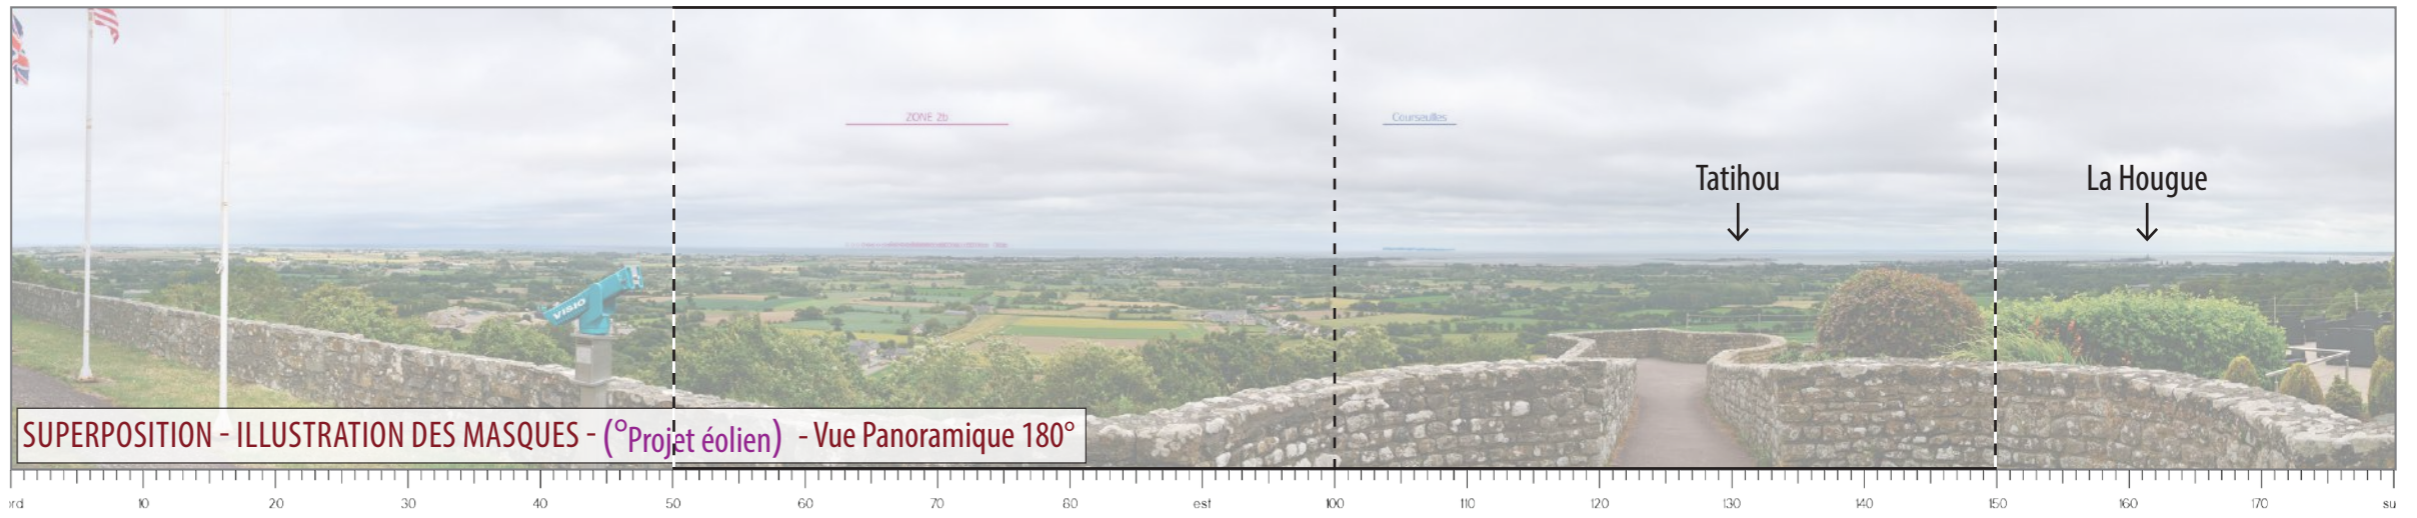 ZONE 2b
Courseulles
Tatihou
La Hougue
VISIO
SUPERPOSITION - ILLUSTRATION DES MASQUES - (°Projet éolien) - Vue Panoramique 180°
ord 10 20 30 40 50 60 70 80 est 100 110 120 130 140 150 160 170 su